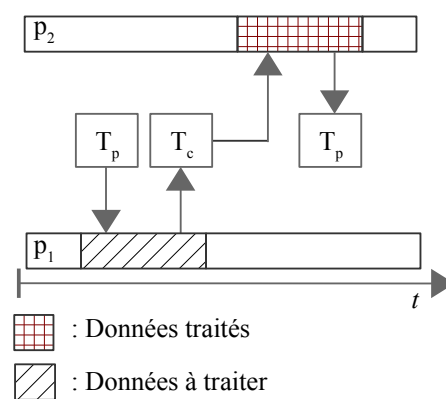 p2
Tp Tc Tp
p1
t
: Données traités
: Données à traiter